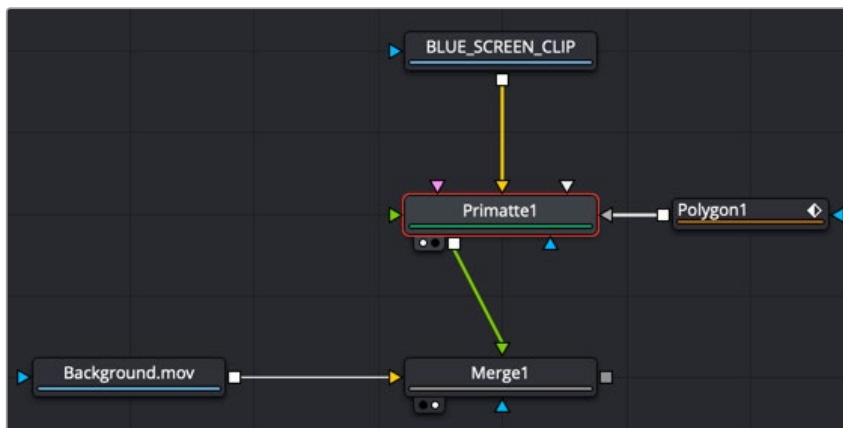 BLUE_SCREEN_CLIP
Primatte1
Polygon1
Background.mov
Merge1